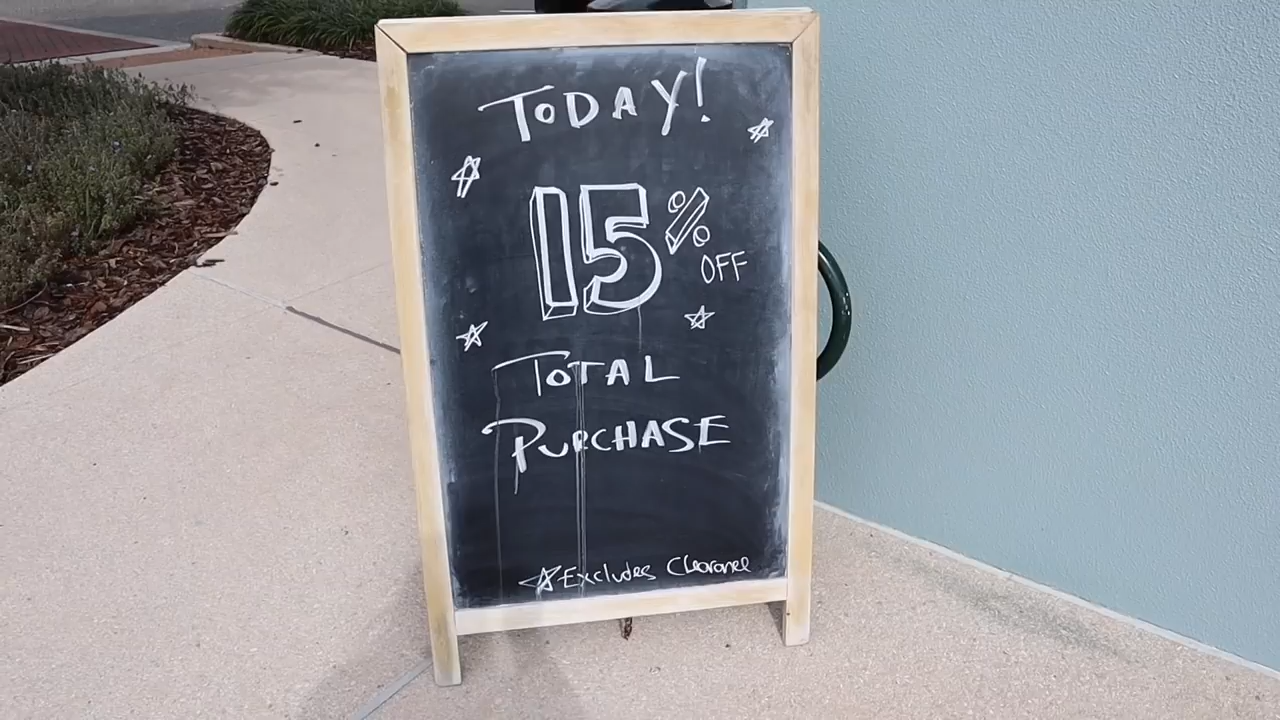 TODAY!
15%
OFF
TOTAL
PURCHASE
☆Excludes Clearance